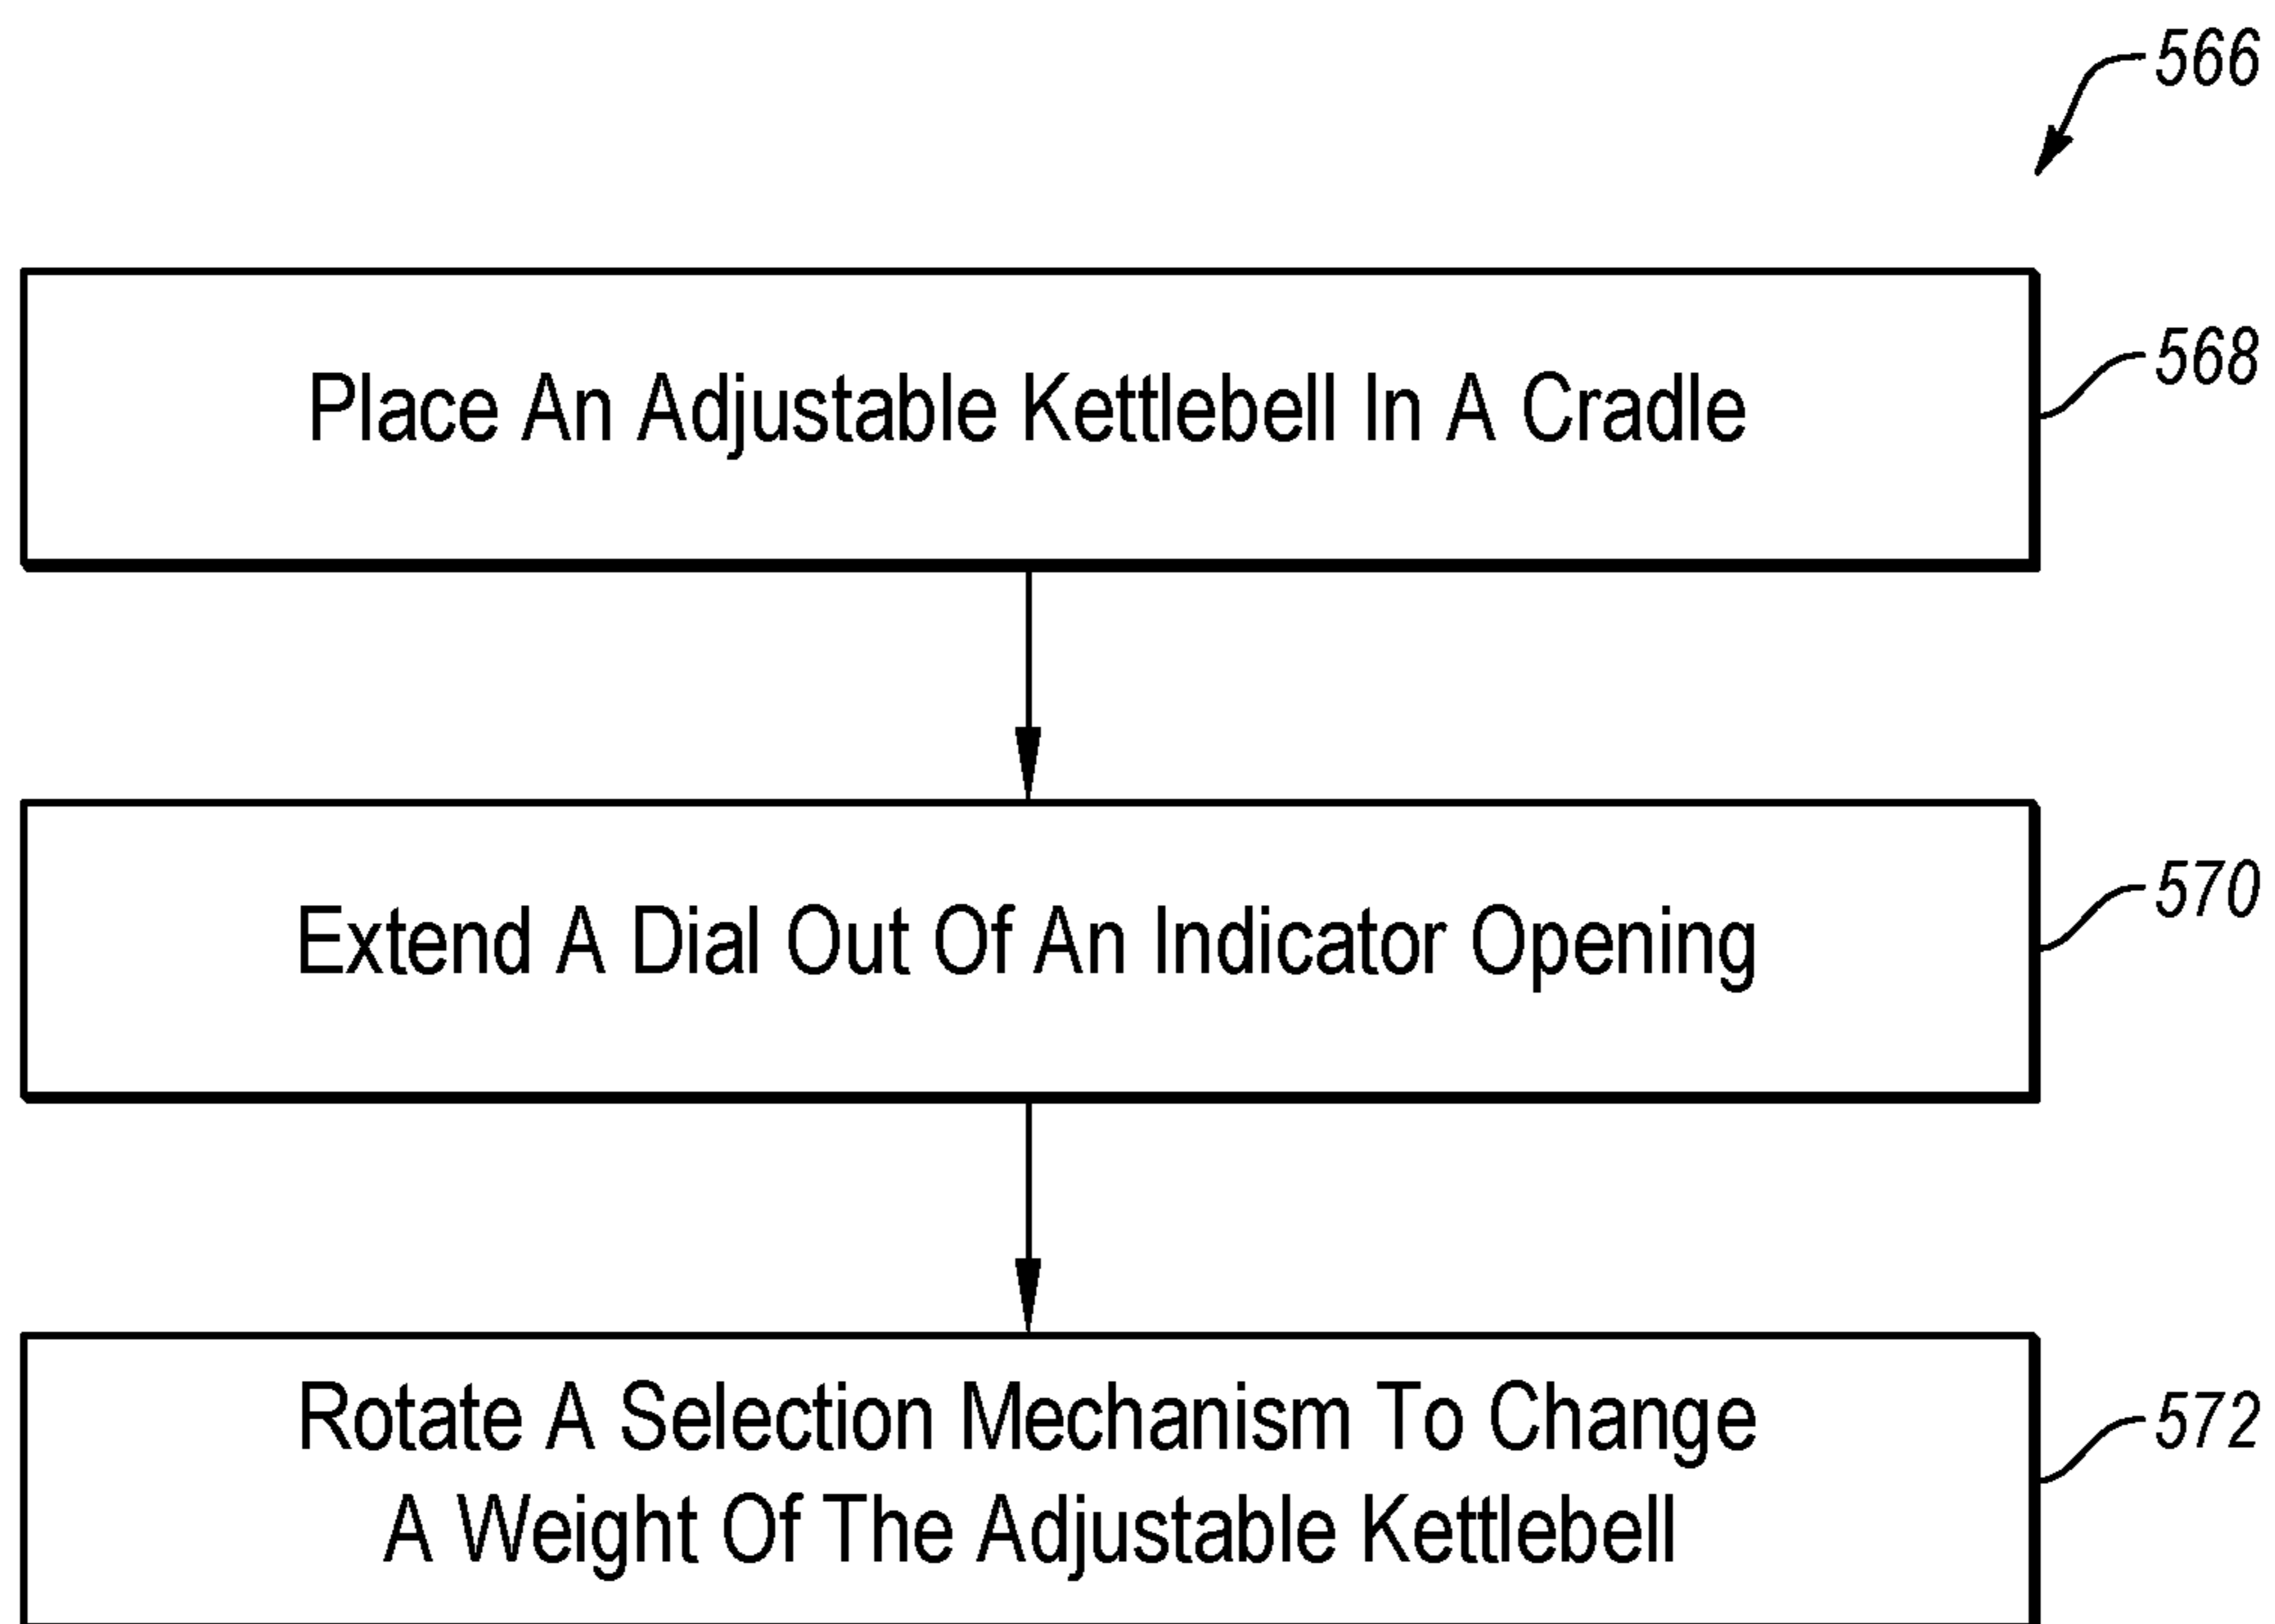 566
Place An Adjustable Kettlebell In A Cradle
568
Extend A Dial Out Of An Indicator Opening
570
Rotate A Selection Mechanism To Change
A Weight Of The Adjustable Kettlebell
572